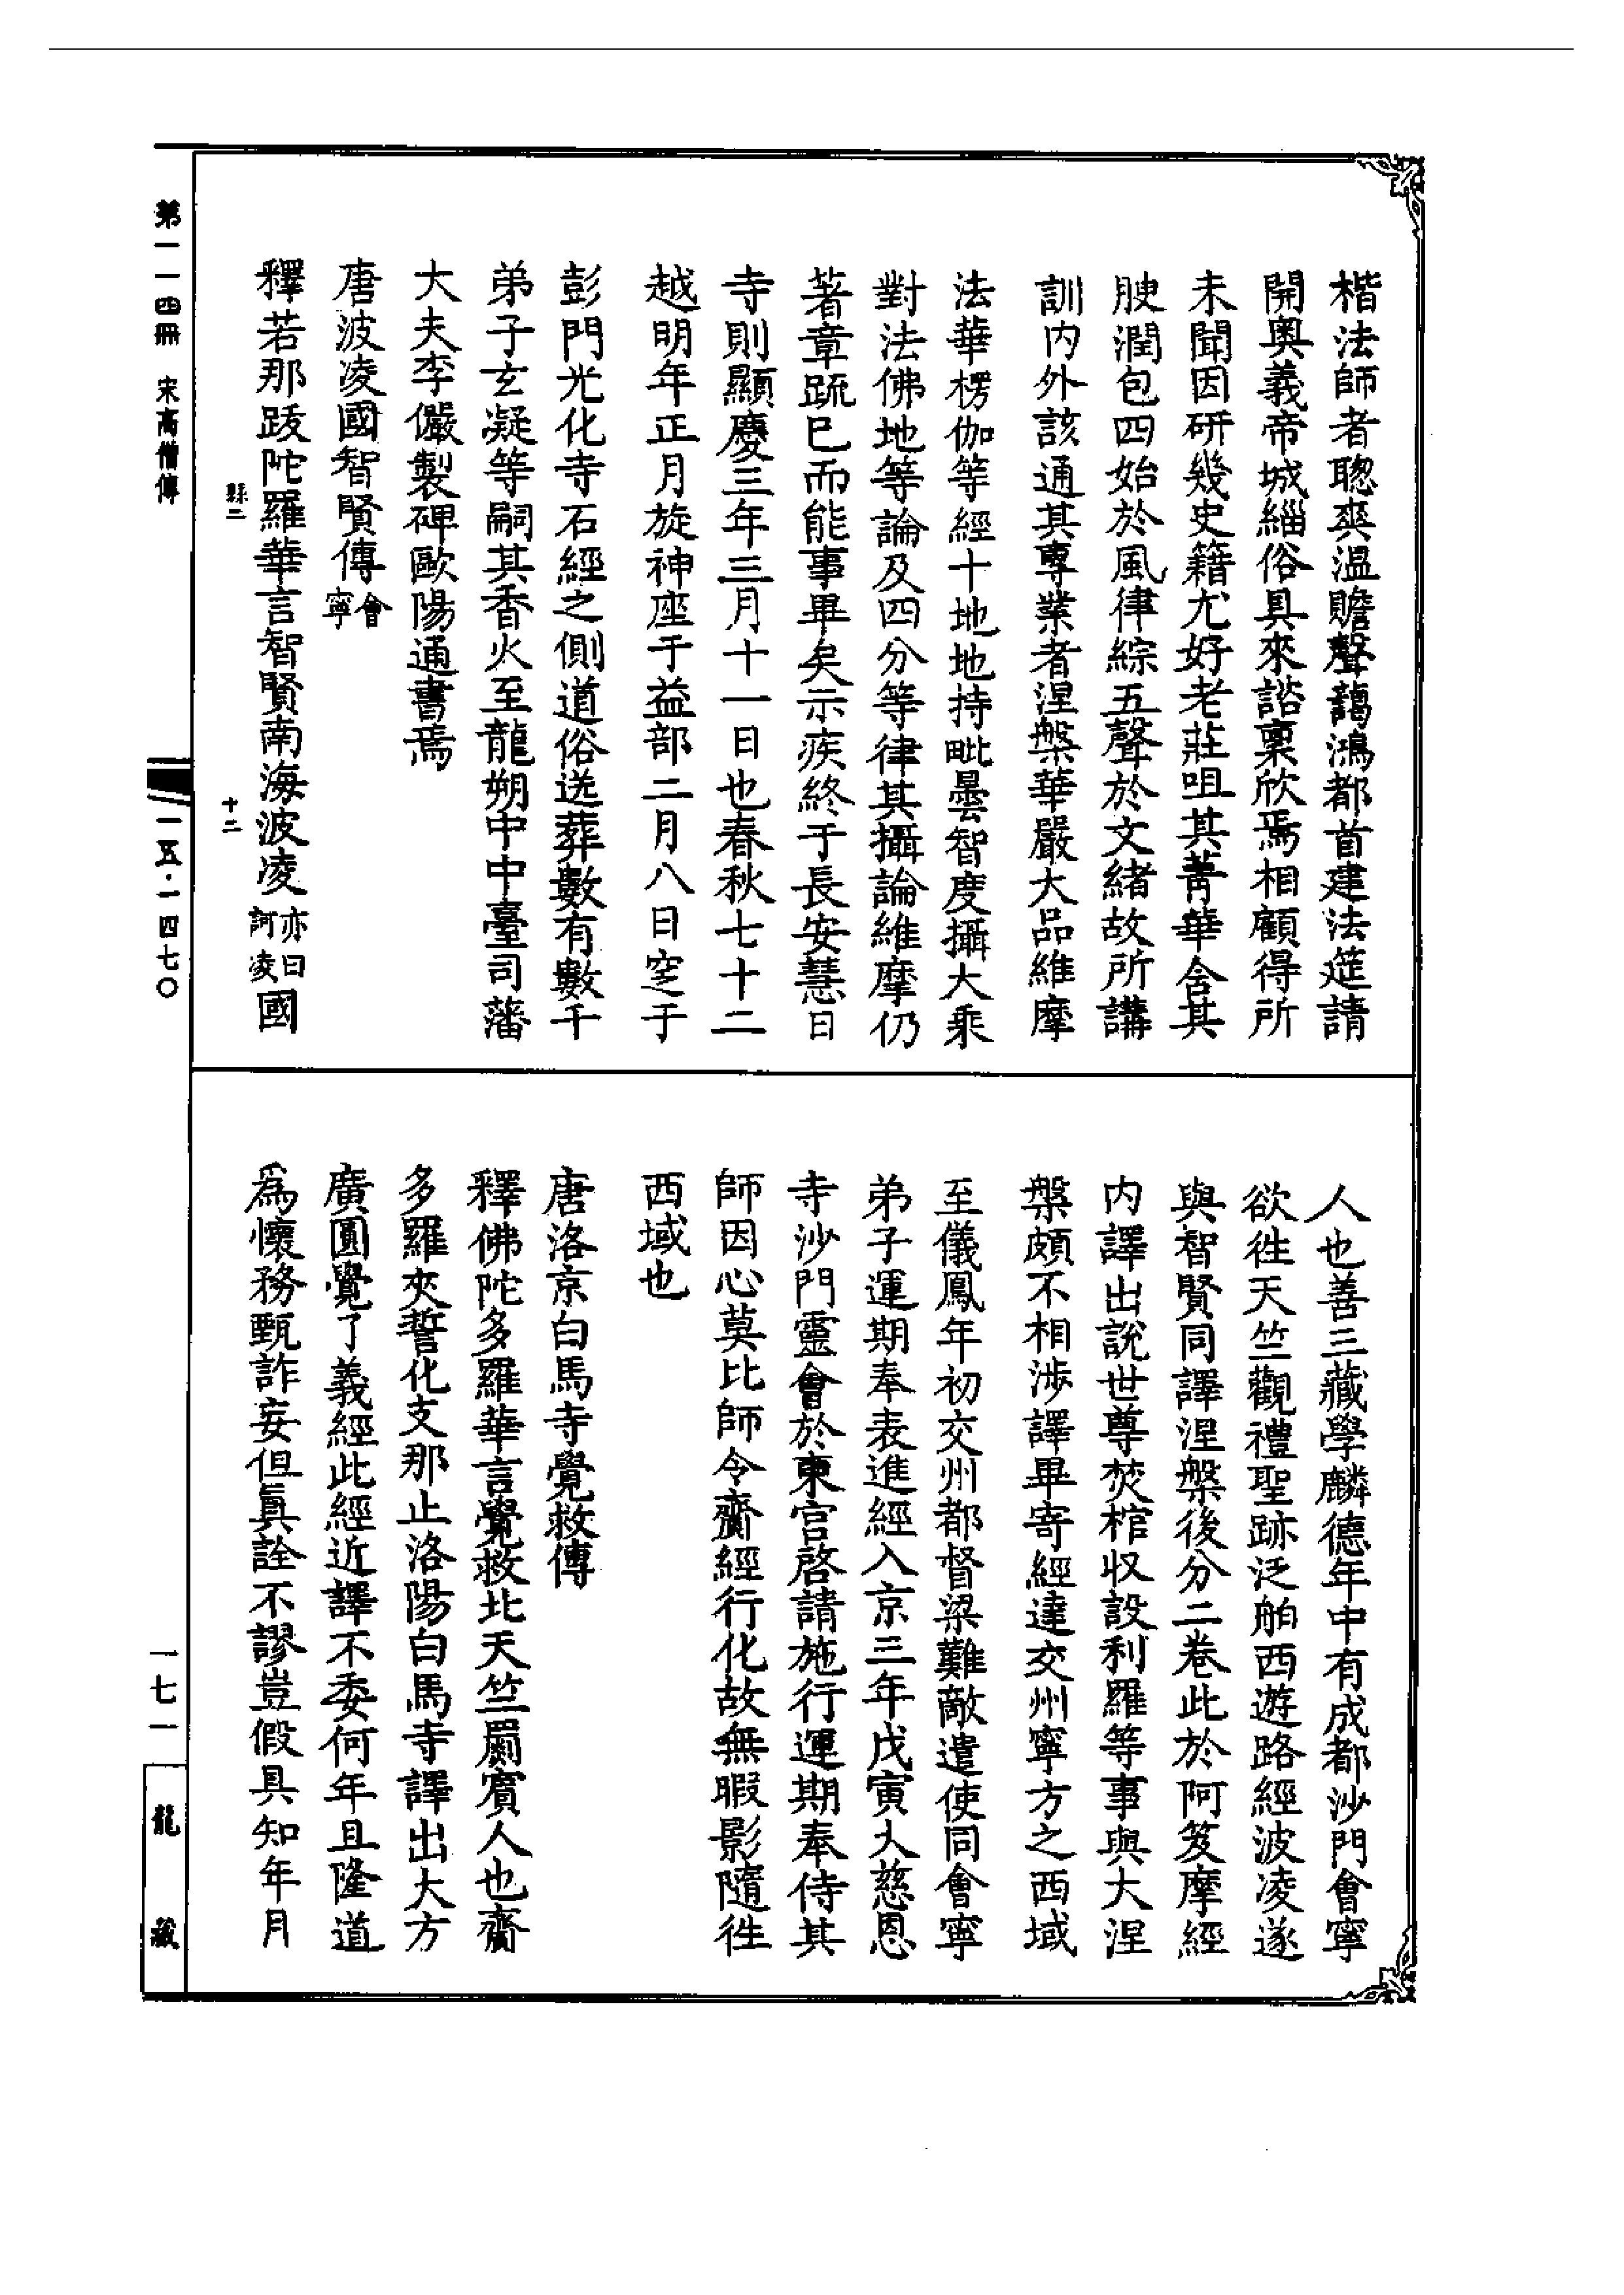 楷法師者聰爽溫贍聲藹鴻都首建法筵請
開奧義帝城緇俗具來諮稟欣焉相顧得所
未聞因研幾史籍尤好老莊咀其菁華含其
腴潤包四始於風律綜五聲於文緒故所講
訓內外該通其專業者涅槃華嚴大品維摩
法華楞伽等經十地地持毗曇智度攝大乘
對法佛地等論及四分等律其攝論維摩仍
著章疏已而能事畢矣示疾終于長安慧日
寺則顯慶三年三月十一日也春秋七十二
越明年正月旋神座于益部二月八日窆于
彭門光化寺石經之側道俗送葬數有數千
弟子玄凝等嗣其香火至龍朔中中臺司藩
大夫李儼製碑歐陽通書焉
唐波凌國智賢傳會寧
釋若那跋陀羅華言智賢南海波凌亦曰訶凌國
縣二 十二
人也善三藏學麟德年中有成都沙門會寧
欲徃天竺觀禮聖跡泛舶西遊路經波凌遂
與智賢同譯涅槃後分二卷此於阿笈摩經
內譯出說世尊焚棺収設利羅等事與大涅
槃頗不相涉譯畢寄經達交州寧方之西域
至儀鳳年初交州都督梁難敵遣使同會寧
弟子運期奉表進經入京三年戊寅大慈恩
寺沙門靈會於東宮啓請施行運期奉侍其
師因心莫比師令齎經行化故無暇影隨徃
西域也
唐洛京白馬寺覺救傳
釋佛陀多羅華言覺救北天竺罽賓人也齎
多羅夾誓化支那止洛陽白馬寺譯出大方
廣圓覺了義經此經近譯不委何年且隆道
爲懷務甄詐妄但眞詮不謬豈假具知年月
第一一四冊 宋高僧傳
一五·一四七〇
一七一
龍藏